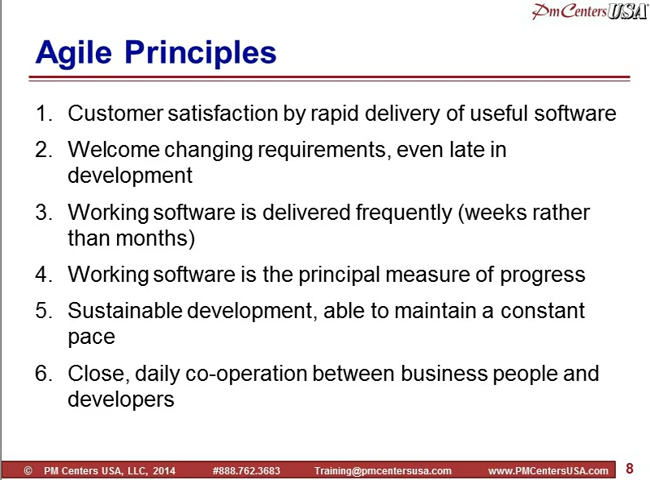 PmCentersUSA
Agile Principles
1. Customer satisfaction by rapid delivery of useful software
2. Welcome changing requirements, even late in
development
3. Working software is delivered frequently (weeks rather
than months)
4. Working software is the principal measure of progress
5. Sustainable development, able to maintain a constant
pace
6. Close, daily co-operation between business people and
developers
© PM Centers USA, LLC, 2014 #888.762.3683 Training@pmcentersusa.com www.PMCentersUSA.com 8